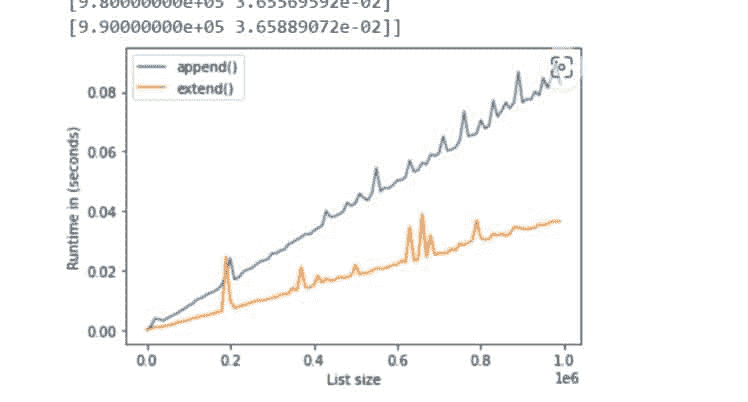 [9.80000000e+05 3.65569592e-02]
[9.90000000e+05 3.65889072e-02]]
append()
extend()
0.08
0.06
0.04
0.02
0.00
Runtime in (seconds)
0.0 0.2 0.4 0.6 0.8 1.0
1e6
List size